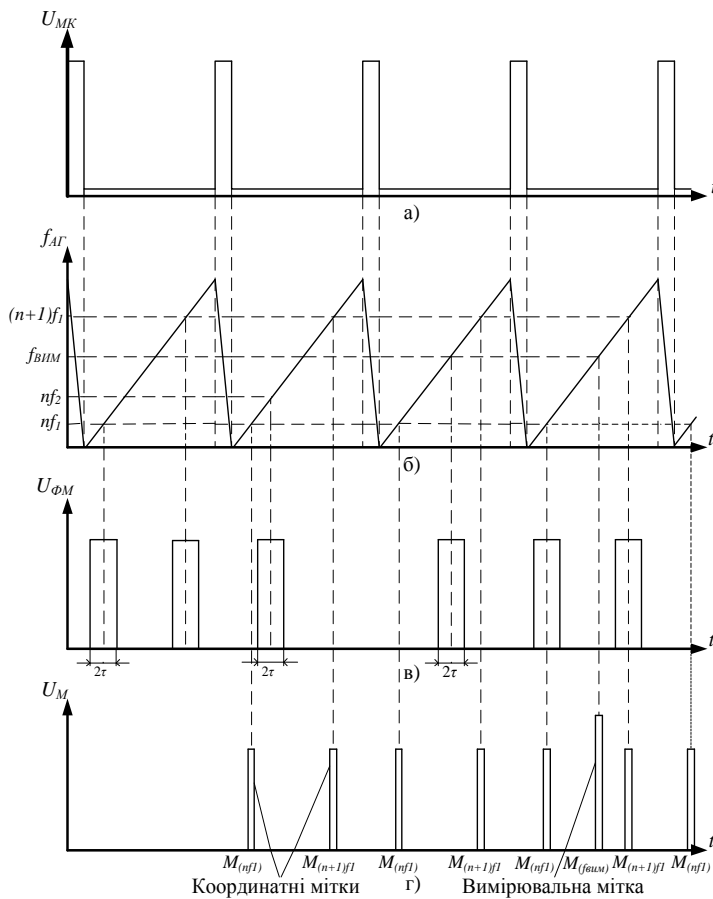 U_МК
t
а)
f_АГ
(n+1)f_1
f_ВИМ
nf_2
nf_1
t
б)
U_ФМ
t
2τ 2τ 2τ
в)
U_М
t
M_(nf1) M_(n+1)f1 M_(nf1) M_(n+1)f1 M_(nf1) M_(fвим) M_(n+1)f1 M_(nf1)
Координатні мітки г) Вимірювальна мітка